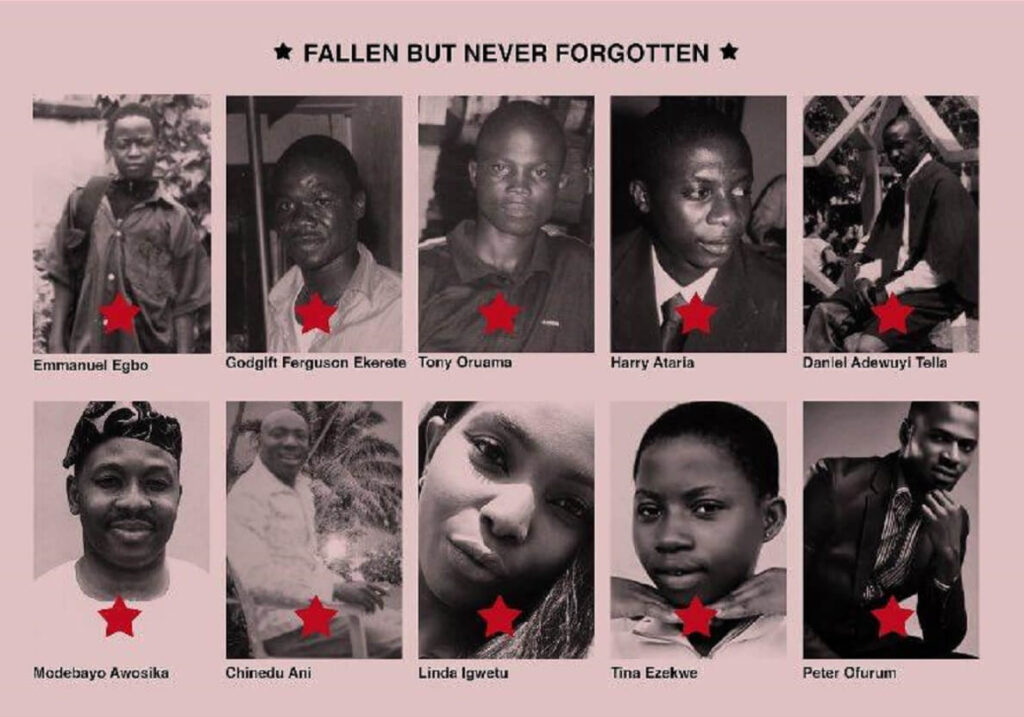 ★ FALLEN BUT NEVER FORGOTTEN ★
Emmanuel Egbo
Godgift Ferguson Ekerete
Tony Oruama
Harry Ataria
Daniel Adewuyi Tella
Modebayo Awosika
Chinedu Ani
Linda Igwetu
Tina Ezekwe
Peter Ofurum